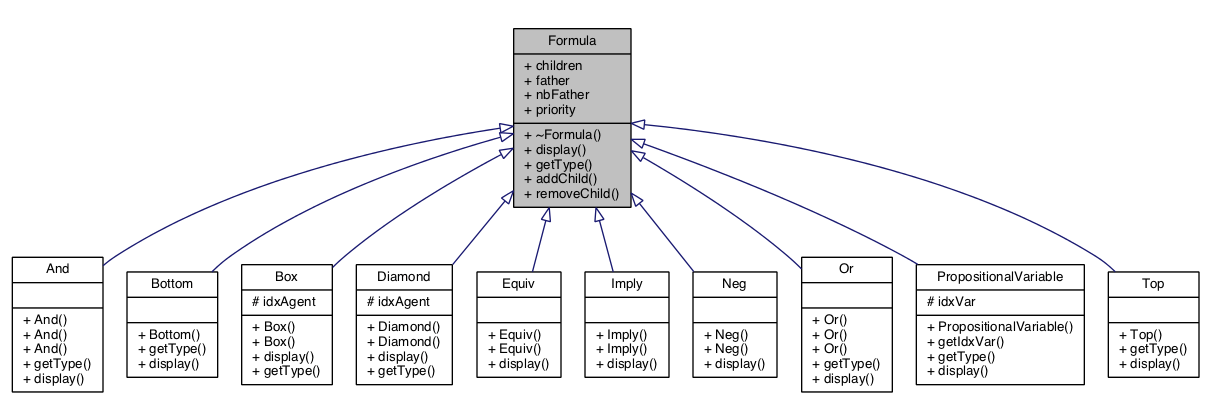 Formula
+ children
+ father
+ nbFather
+ priority
+ ~Formula()
+ display()
+ getType()
+ addChild()
+ removeChild()
And
+ And()
+ And()
+ And()
+ getType()
+ display()
Bottom
+ Bottom()
+ getType()
+ display()
Box
# idxAgent
+ Box()
+ Box()
+ display()
+ getType()
Diamond
# idxAgent
+ Diamond()
+ Diamond()
+ display()
+ getType()
Equiv
+ Equiv()
+ Equiv()
+ display()
Imply
+ Imply()
+ Imply()
+ display()
Neg
+ Neg()
+ Neg()
+ display()
Or
+ Or()
+ Or()
+ Or()
+ getType()
+ display()
PropositionalVariable
# idxVar
+ PropositionalVariable()
+ getIdxVar()
+ getType()
+ display()
Top
+ Top()
+ getType()
+ display()